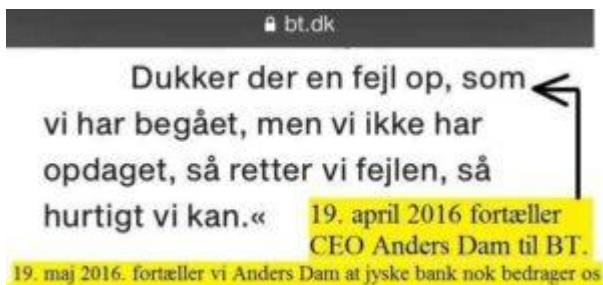 bt.dk
Dukker der en fejl op, som
vi har begået, men vi ikke har
opdaget, så retter vi fejlen, så
hurtigt vi kan.«
19. april 2016 fortæller
CEO Anders Dam til BT.
19. maj 2016. fortæller vi Anders Dam at jyske bank nok bedrager os